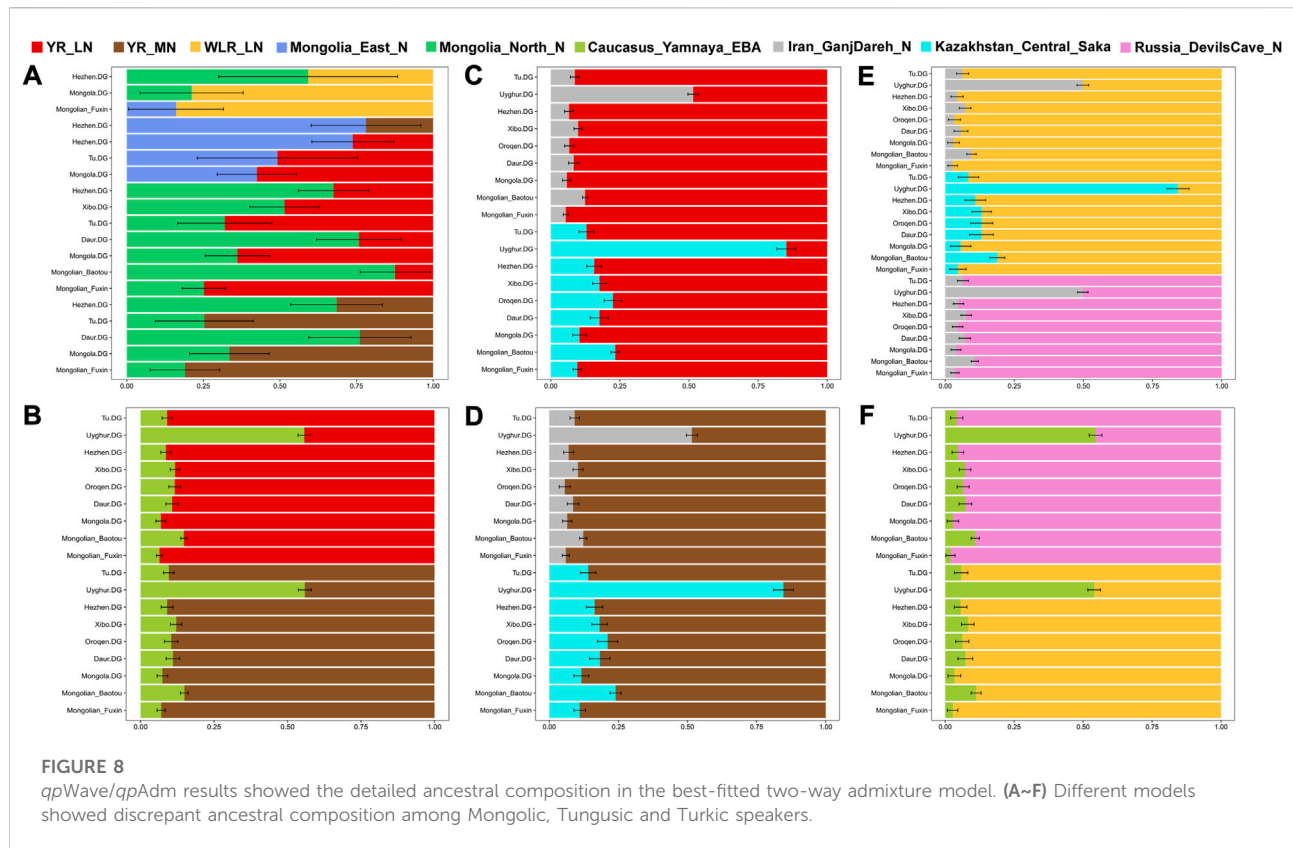 YR_LN YR_MN WLR_LN Mongolia_East_N Mongolia_North_N Caucasus_Yamnaya_EBA Iran_GanjDareh_N Kazakhstan_Central_Saka Russia_DevilsCave_N
A
Hezhen.DG
Mongola.DG
Mongolian_Fuxin
Hezhen.DG
Hezhen.DG
Tu.DG
Mongola.DG
Hezhen.DG
Xibo.DG
Tu.DG
Daur.DG
Mongola.DG
Mongolian_Baotou
Mongolian_Fuxin
Hezhen.DG
Tu.DG
Daur.DG
Mongola.DG
Mongolian_Fuxin
0.00 0.25 0.50 0.75 1.00
B
Tu.DG
Uyghur.DG
Hezhen.DG
Xibo.DG
Oroqen.DG
Daur.DG
Mongola.DG
Mongolian_Baotou
Mongolian_Fuxin
Tu.DG
Uyghur.DG
Hezhen.DG
Xibo.DG
Oroqen.DG
Daur.DG
Mongola.DG
Mongolian_Baotou
Mongolian_Fuxin
0.00 0.25 0.50 0.75 1.00
C
Tu.DG
Uyghur.DG
Hezhen.DG
Xibo.DG
Oroqen.DG
Daur.DG
Mongola.DG
Mongolian_Baotou
Mongolian_Fuxin
Tu.DG
Uyghur.DG
Hezhen.DG
Xibo.DG
Oroqen.DG
Daur.DG
Mongola.DG
Mongolian_Baotou
Mongolian_Fuxin
0.00 0.25 0.50 0.75 1.00
D
Tu.DG
Uyghur.DG
Hezhen.DG
Xibo.DG
Oroqen.DG
Daur.DG
Mongola.DG
Mongolian_Baotou
Mongolian_Fuxin
Tu.DG
Uyghur.DG
Hezhen.DG
Xibo.DG
Oroqen.DG
Daur.DG
Mongola.DG
Mongolian_Baotou
Mongolian_Fuxin
0.00 0.25 0.50 0.75 1.00
E
Tu.DG
Uyghur.DG
Hezhen.DG
Xibo.DG
Oroqen.DG
Daur.DG
Mongola.DG
Mongolian_Baotou
Mongolian_Fuxin
Tu.DG
Uyghur.DG
Hezhen.DG
Xibo.DG
Oroqen.DG
Daur.DG
Mongola.DG
Mongolian_Baotou
Mongolian_Fuxin
Tu.DG
Uyghur.DG
Hezhen.DG
Xibo.DG
Oroqen.DG
Daur.DG
Mongola.DG
Mongolian_Baotou
Mongolian_Fuxin
0.00 0.25 0.50 0.75 1.00
F
Tu.DG
Uyghur.DG
Hezhen.DG
Xibo.DG
Oroqen.DG
Daur.DG
Mongola.DG
Mongolian_Baotou
Mongolian_Fuxin
Tu.DG
Uyghur.DG
Hezhen.DG
Xibo.DG
Oroqen.DG
Daur.DG
Mongola.DG
Mongolian_Baotou
Mongolian_Fuxin
0.00 0.25 0.50 0.75 1.00
FIGURE 8
qpWave/qpAdm results showed the detailed ancestral composition in the best-fitted two-way admixture model. (A~F) Different models
showed discrepant ancestral composition among Mongolic, Tungusic and Turkic speakers.